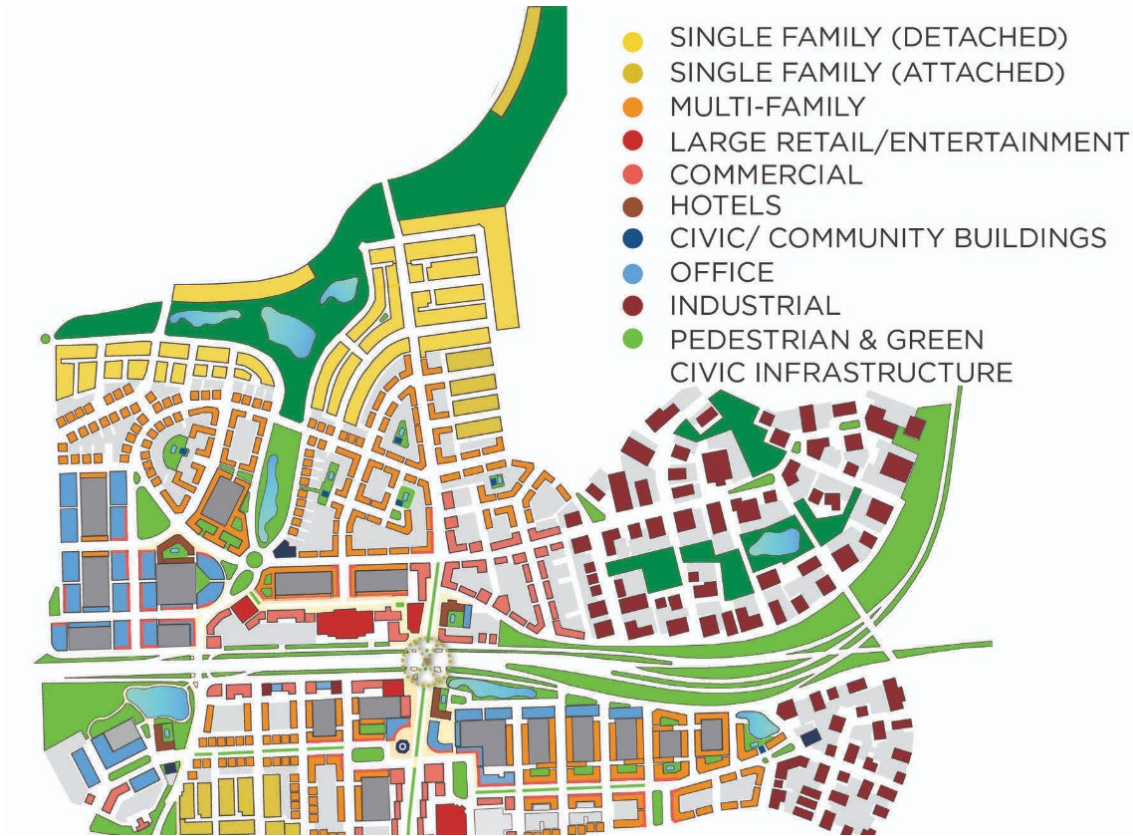 SINGLE FAMILY (DETACHED)
SINGLE FAMILY (ATTACHED)
MULTI-FAMILY
LARGE RETAIL/ENTERTAINMENT
COMMERCIAL
HOTELS
CIVIC/ COMMUNITY BUILDINGS
OFFICE
INDUSTRIAL
PEDESTRIAN & GREEN
CIVIC INFRASTRUCTURE